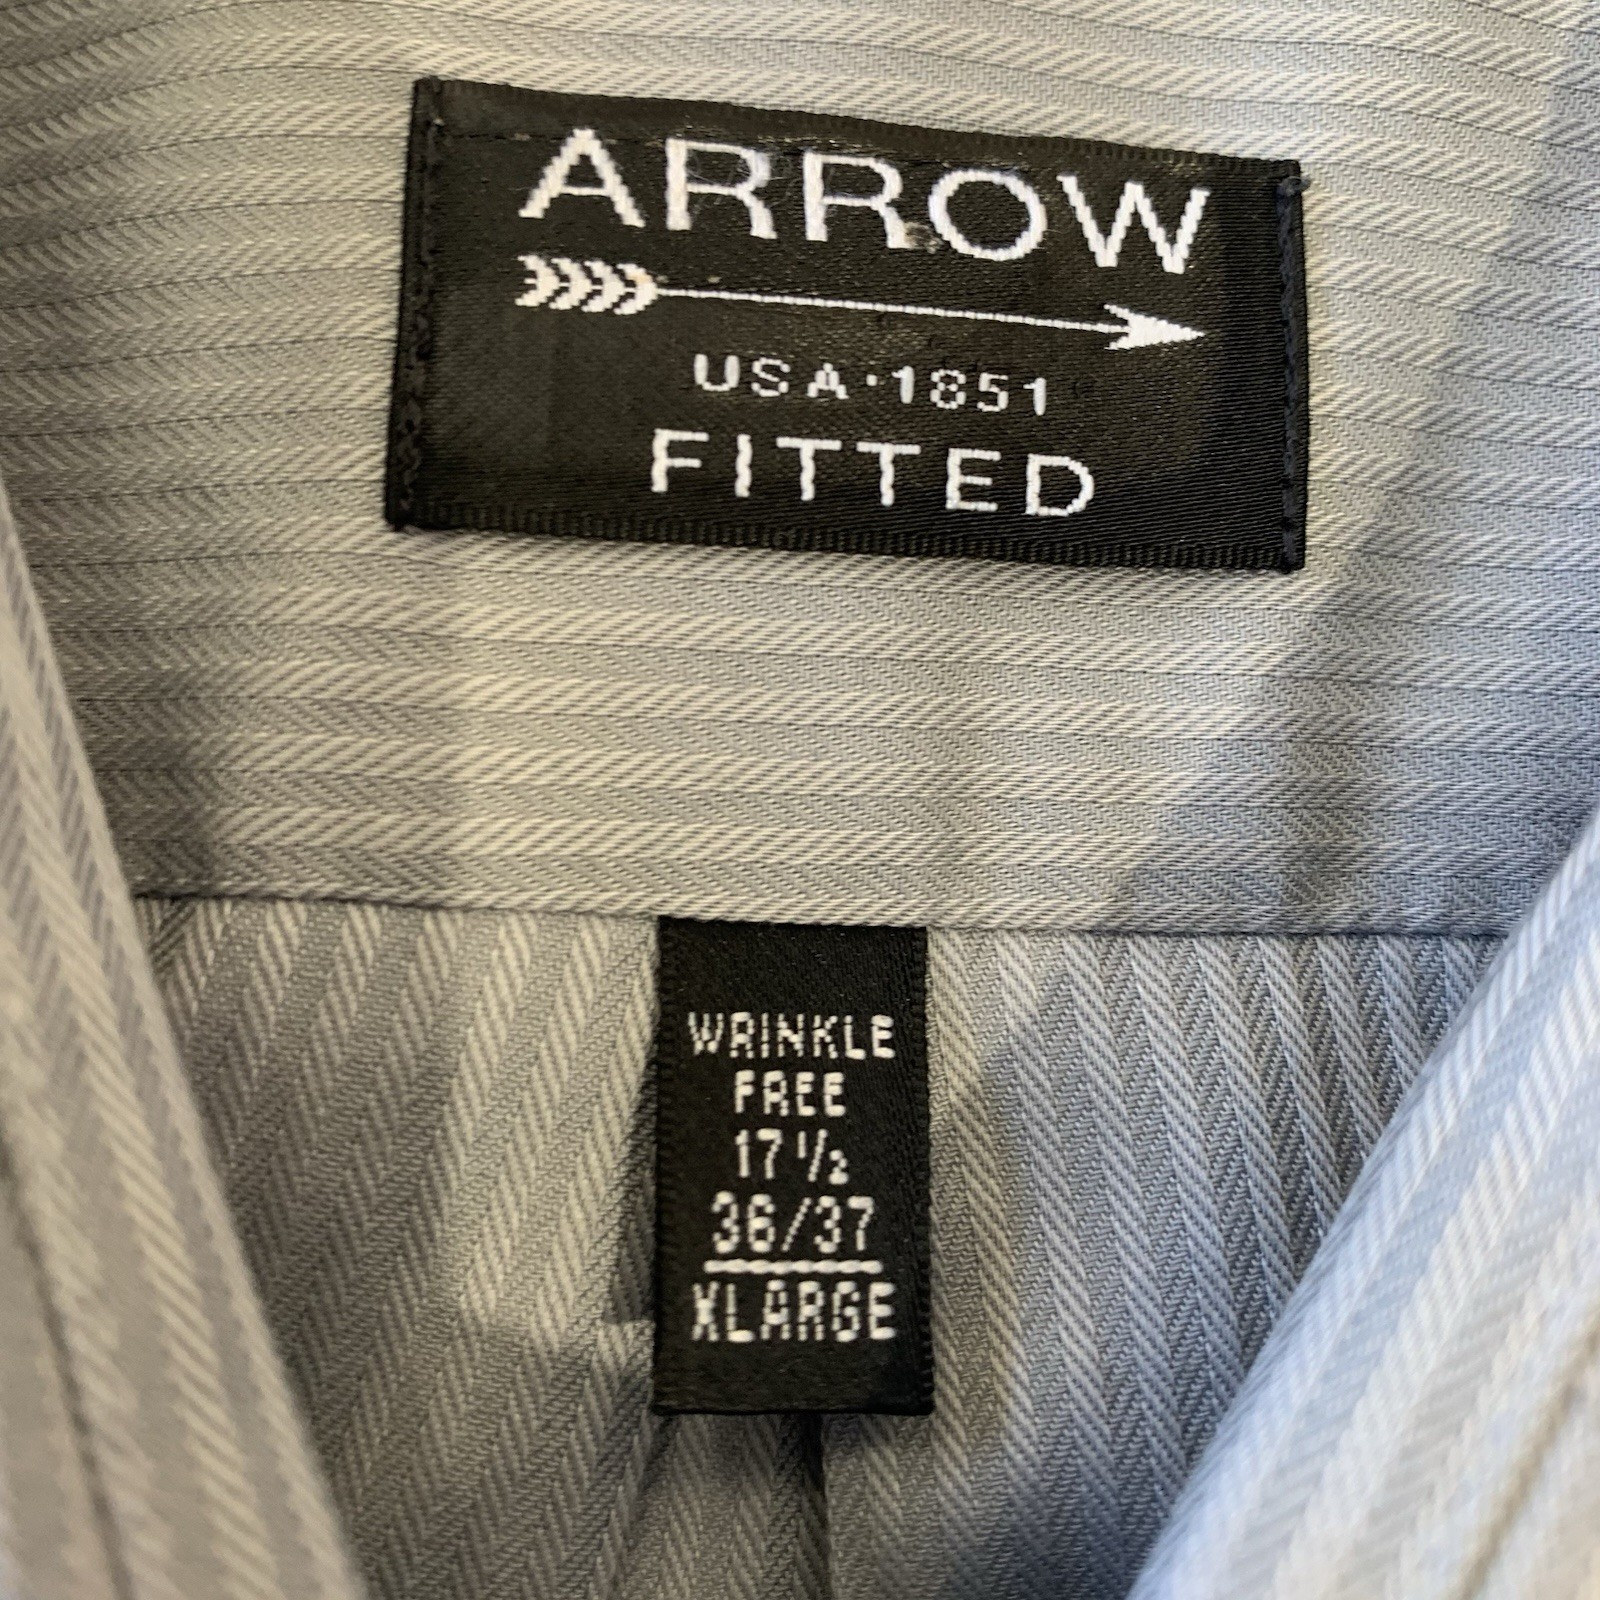 ARROW
USA·1851
FITTED
WRINKLE
FREE
17 1/2
36/37
XLARGE